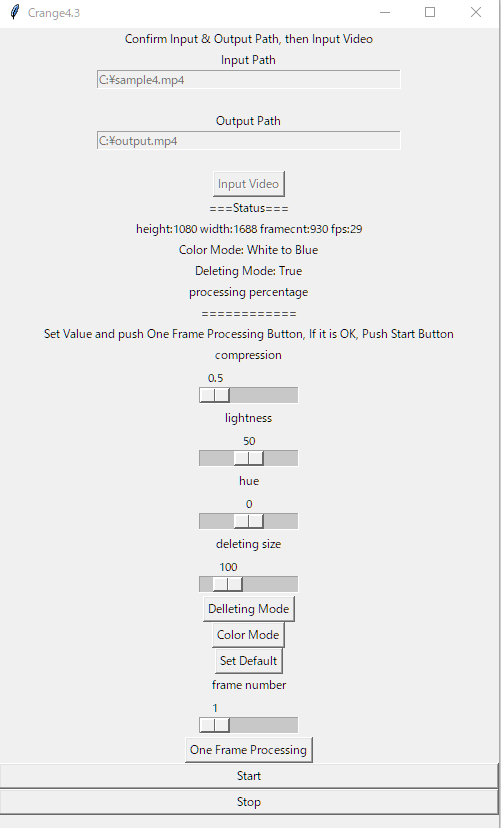 Crange4.3
Confirm Input & Output Path, then Input Video
Input Path
C:¥sample4.mp4
Output Path
C:¥output.mp4
Input Video
===Status===
height:1080 width:1688 framecnt:930 fps:29
Color Mode: White to Blue
Deleting Mode: True
processing percentage
============
Set Value and push One Frame Processing Button, If it is OK, Push Start Button
compression
0.5
lightness
50
hue
0
deleting size
100
Delleting Mode
Color Mode
Set Default
frame number
1
One Frame Processing
Start
Stop